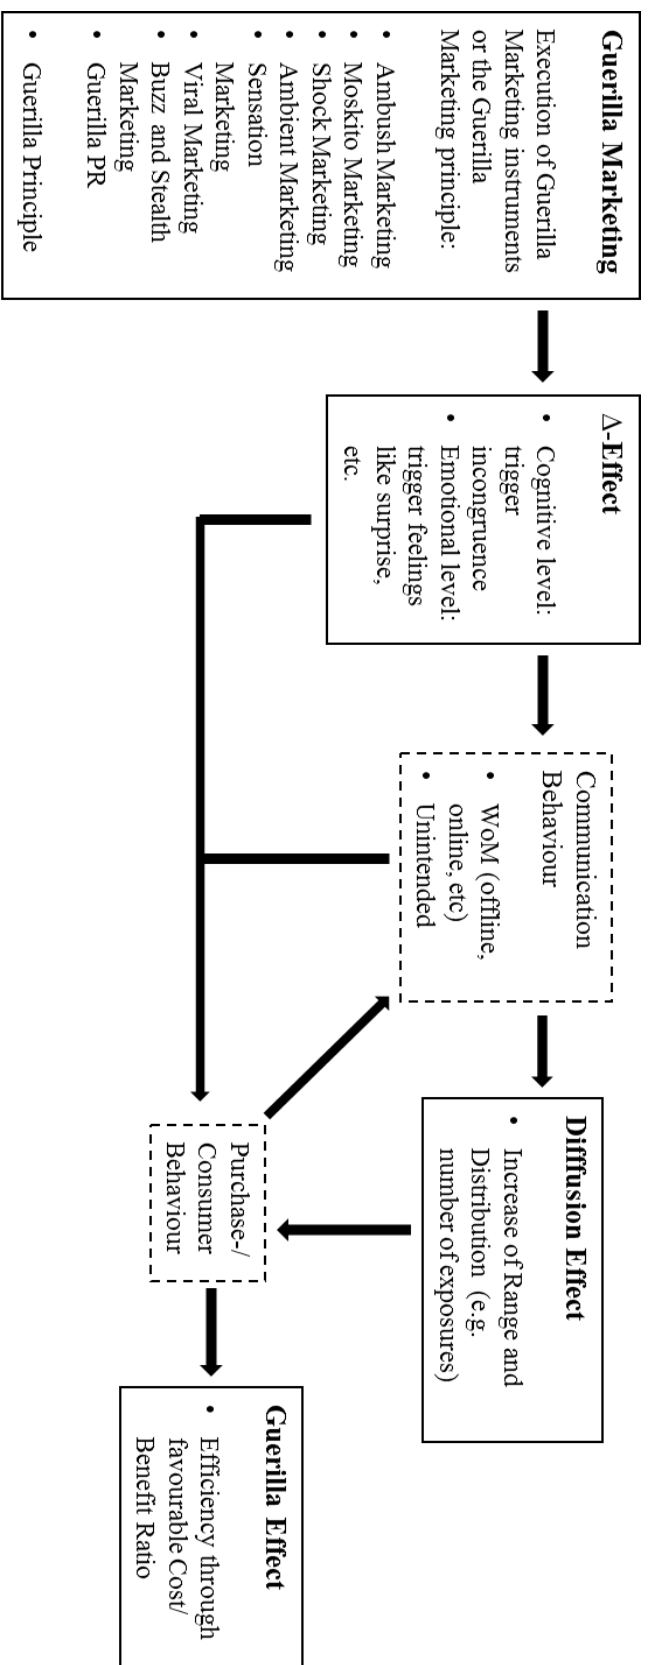 Guerilla Marketing
Execution of Guerilla
Marketing instruments
or the Guerilla
Marketing principle:
• Ambush Marketing
• Moskito Marketing
• Shock Marketing
• Ambient Marketing
• Sensation
Marketing
• Viral Marketing
• Buzz and Stealth
Marketing
• Guerilla PR
• Guerilla Principle
Δ-Effect
• Cognitive level:
trigger
incongruence
• Emotional level:
trigger feelings
like surprise,
etc.
Communication
Behaviour
• WoM (offline,
online, etc)
• Unintended
Difffusion Effect
• Increase of Range and
Distribution (e.g.
number of exposures)
Purchase-/
Consumer
Behaviour
Guerilla Effect
• Efficiency through
favourable Cost/
Benefit Ratio